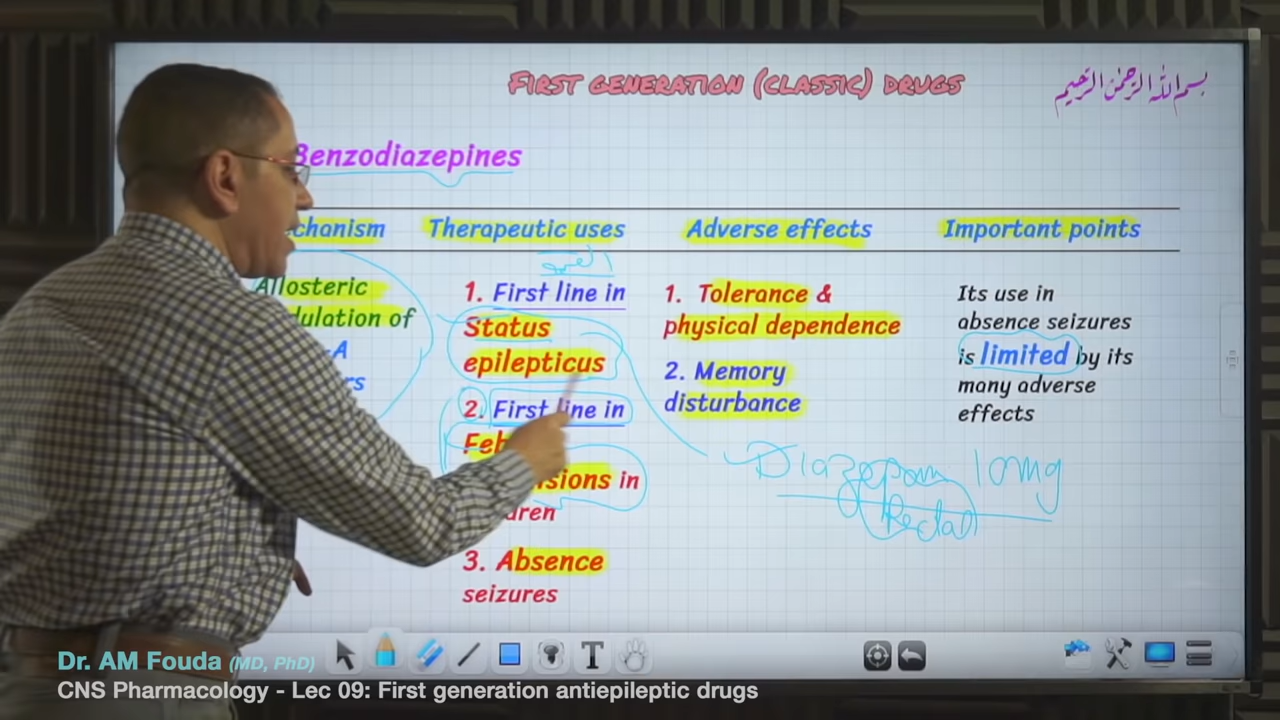 FIRST GENERATION (CLASSIC) DRUGS
بسم الله الرحمن الرحيم
Benzodiazepines
chanism
Therapeutic uses
Adverse effects
Important points
Allosteric
dulation of
-A
rs
1. First line in
Status
epilepticus
2. First line in
Feb
sions in
dren
3. Absence
seizures
1. Tolerance &
physical dependence
2. Memory
disturbance
Its use in
absence seizures
is limited by its
many adverse
effects
Diazepam 10mg
Rectal
T
Dr. AM Fouda (MD, PhD)
CNS Pharmacology - Lec 09: First generation antiepileptic drugs